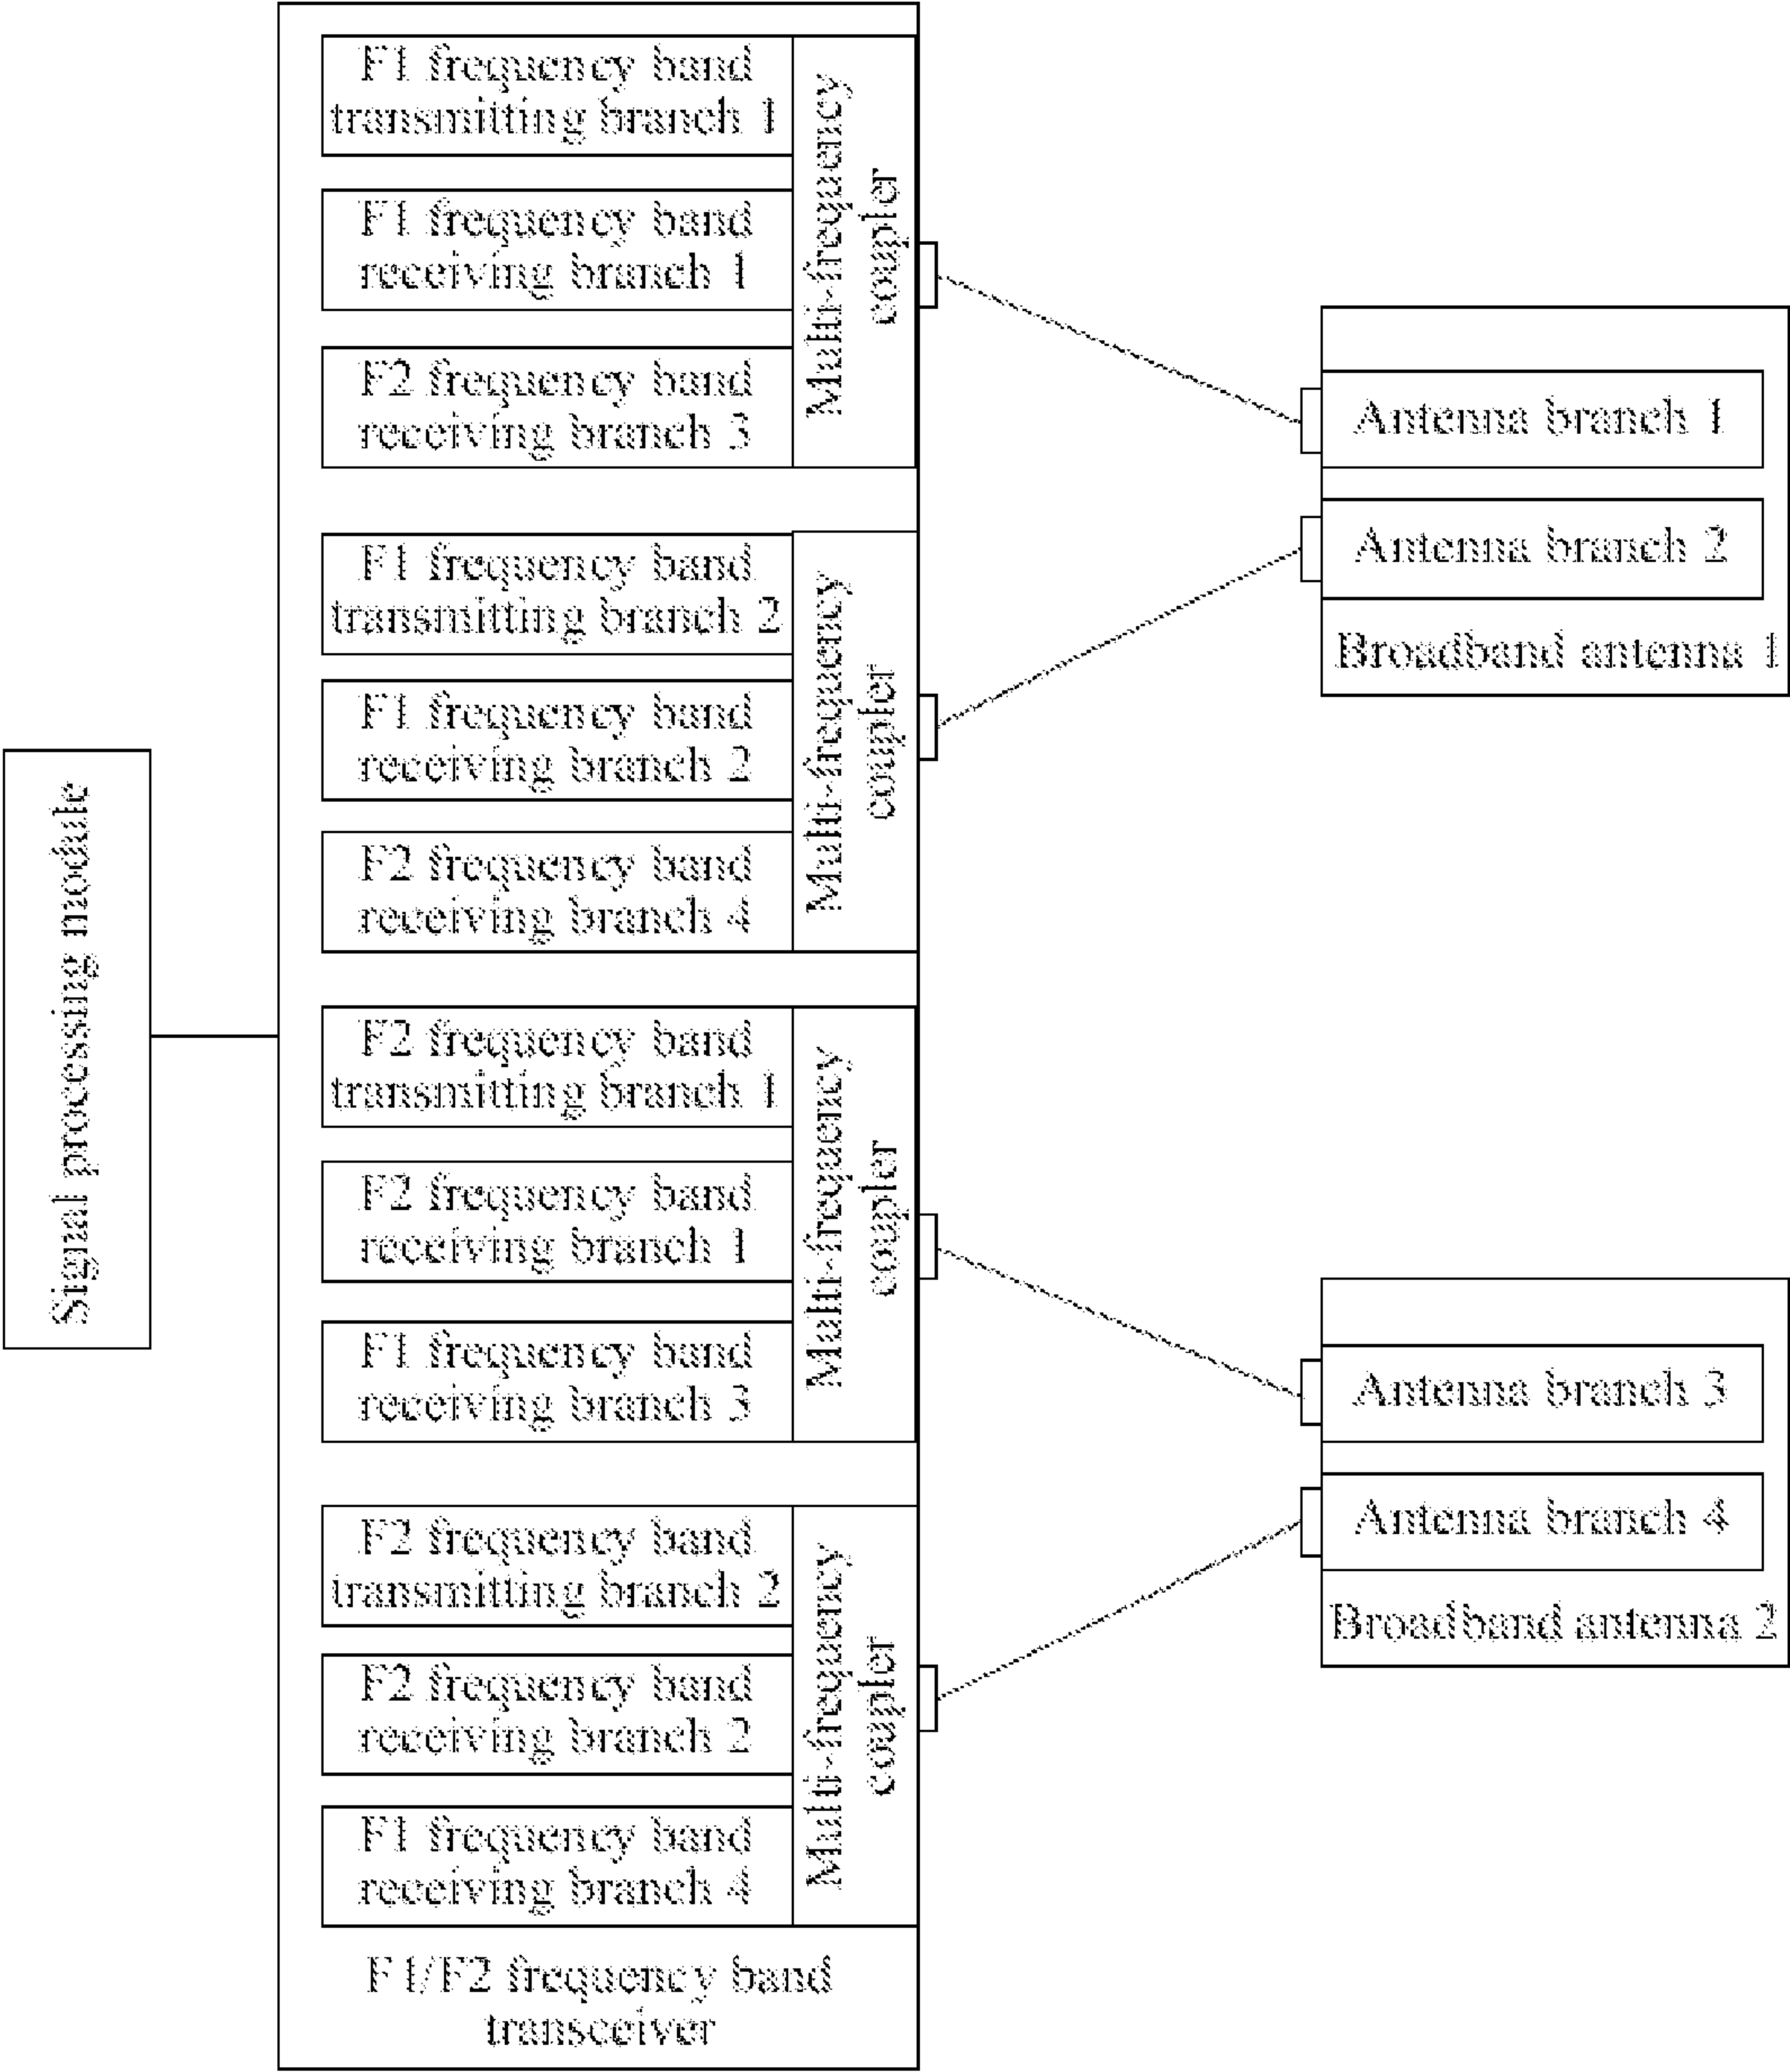 Signal processing module
F1 frequency band
transmitting branch 1
F1 frequency band
receiving branch 1
F2 frequency band
receiving branch 3
Multi-frequency
coupler
F1 frequency band
transmitting branch 2
F1 frequency band
receiving branch 2
F2 frequency band
receiving branch 4
Multi-frequency
coupler
F2 frequency band
transmitting branch 1
F2 frequency band
receiving branch 1
F1 frequency band
receiving branch 3
Multi-frequency
coupler
F2 frequency band
transmitting branch 2
F2 frequency band
receiving branch 2
F1 frequency band
receiving branch 4
Multi-frequency
coupler
F1/F2 frequency band
transceiver
Antenna branch 1
Antenna branch 2
Broadband antenna 1
Antenna branch 3
Antenna branch 4
Broadband antenna 2